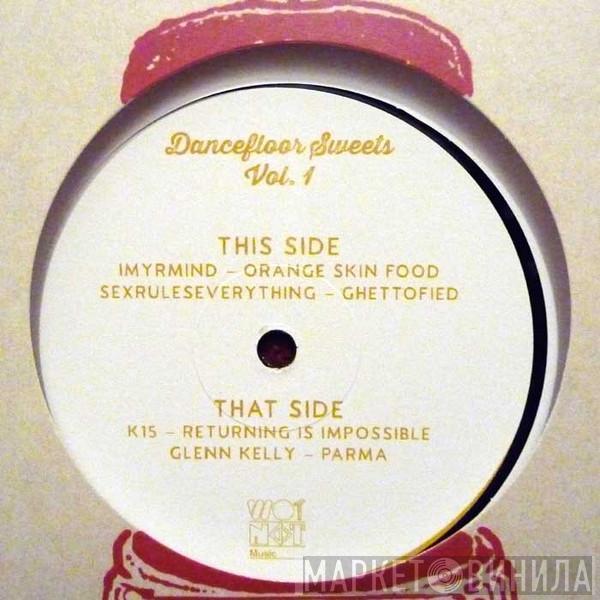 Dancefloor Sweets
Vol. 1
THIS SIDE
IMYRMIND – ORANGE SKIN FOOD
SEXRULESEVERYTHING – GHETTOFIED
THAT SIDE
K15 – RETURNING IS IMPOSSIBLE
GLENN KELLY – PARMA
WOT
NOT
Music
МАРКЕТ ВИНИЛА